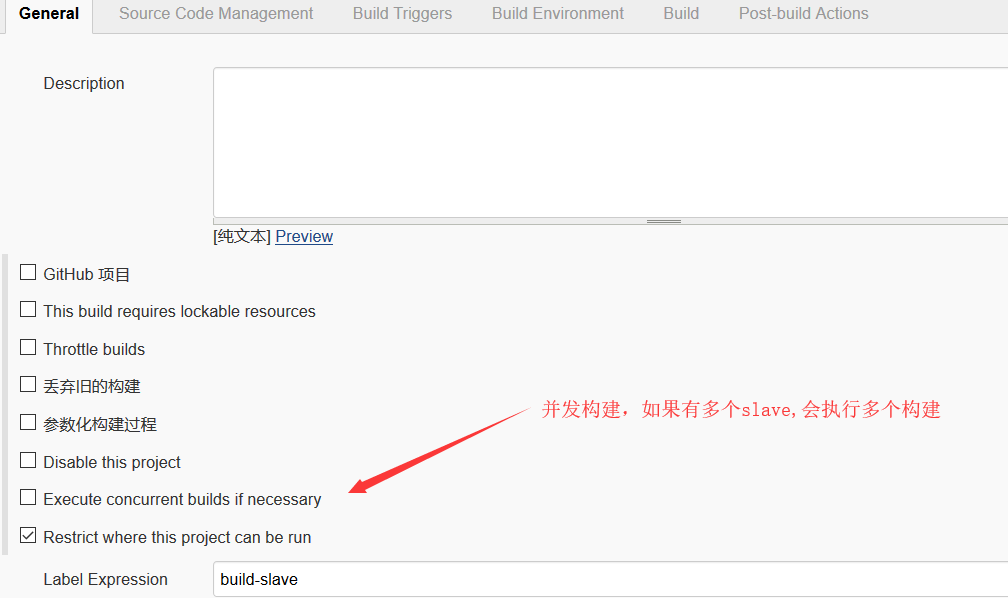 General Source Code Management Build Triggers Build Environment Build Post-build Actions
Description
[纯文本] Preview
GitHub 项目
This build requires lockable resources
Throttle builds
丢弃旧的构建
并发构建，如果有多个slave,会执行多个构建
参数化构建过程
Disable this project
Execute concurrent builds if necessary
Restrict where this project can be run
Label Expression build-slave